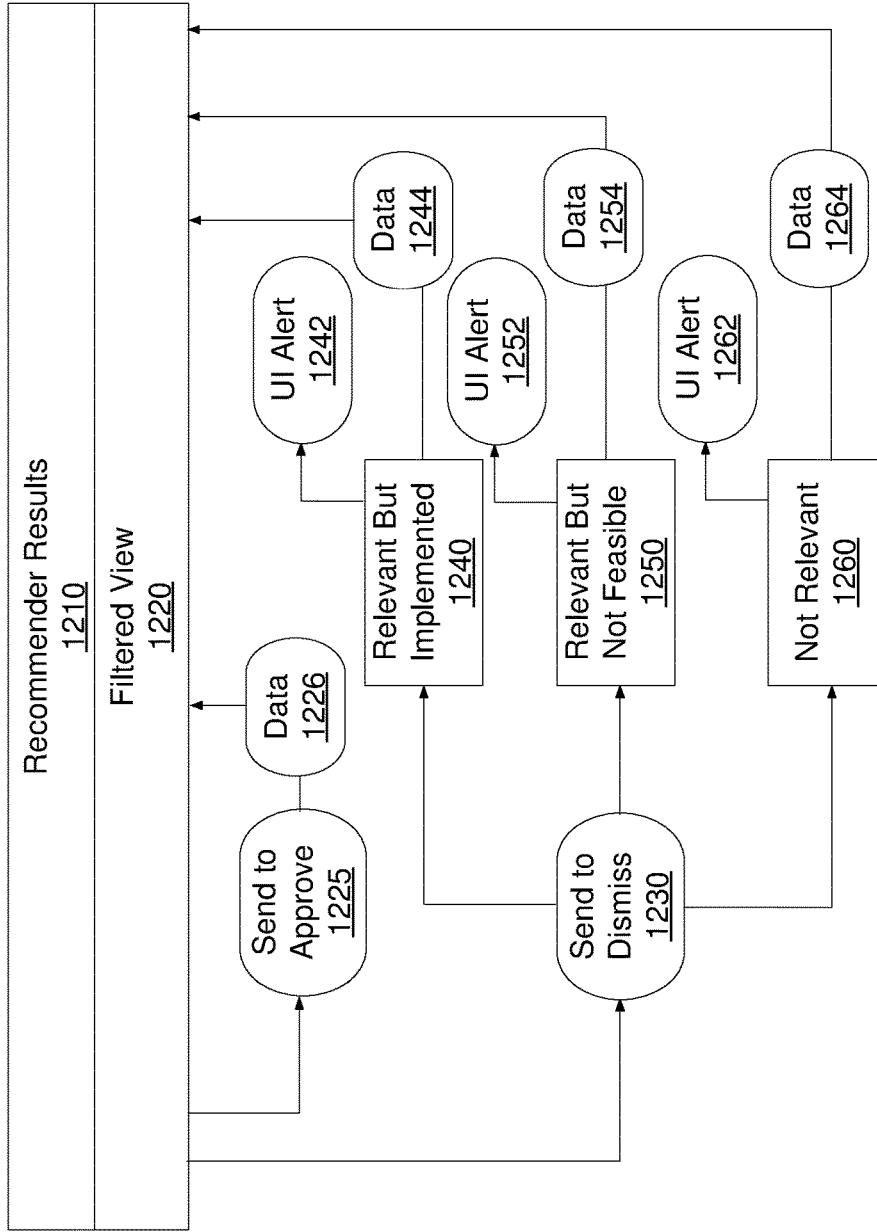 Recommender Results
1210
Filtered View
1220
Send to
Approve
1225
Data
1226
Send to
Dismiss
1230
Relevant But
Implemented
1240
UI Alert
1242
Data
1244
Relevant But
Not Feasible
1250
UI Alert
1252
Data
1254
Not Relevant
1260
UI Alert
1262
Data
1264